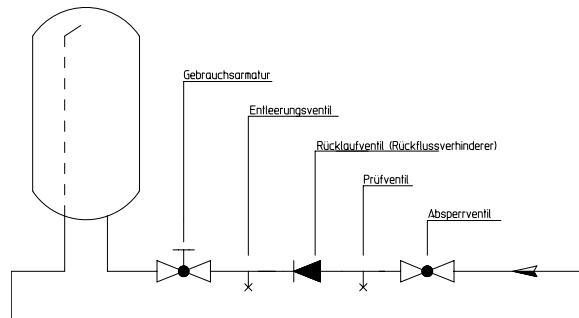 Gebrauchsarmatur
Entleerungsventil
Rücklaufventil (Rückflussverhinderer)
Prüfventil
Absperrventil